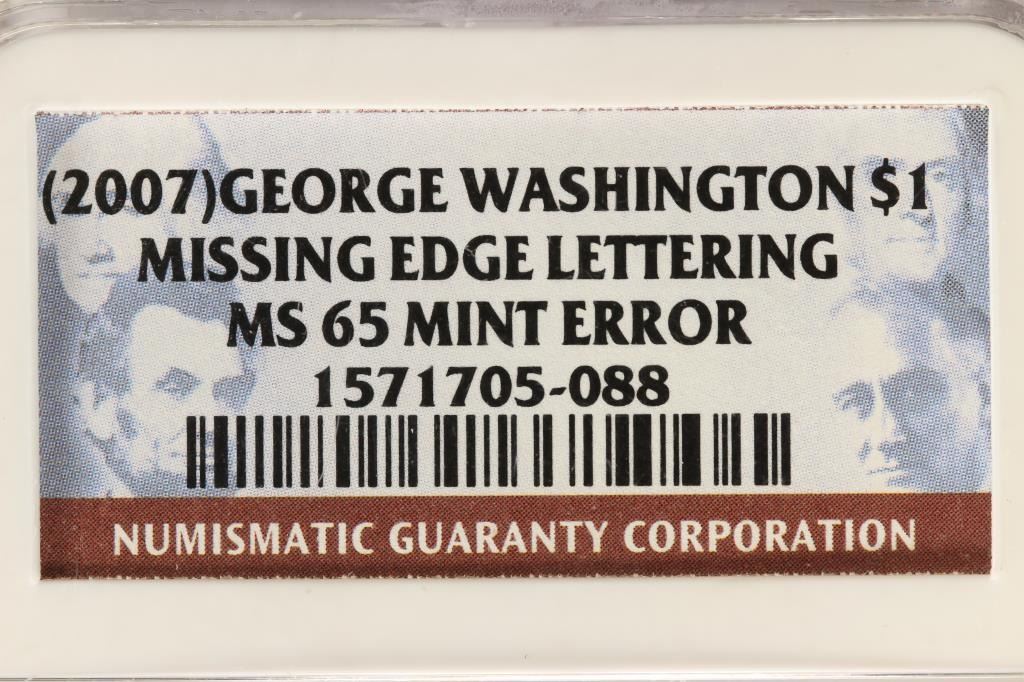 (2007)GEORGE WASHINGTON $1
MISSING EDGE LETTERING
MS 65 MINT ERROR
1571705-088
NUMISMATIC GUARANTY CORPORATION